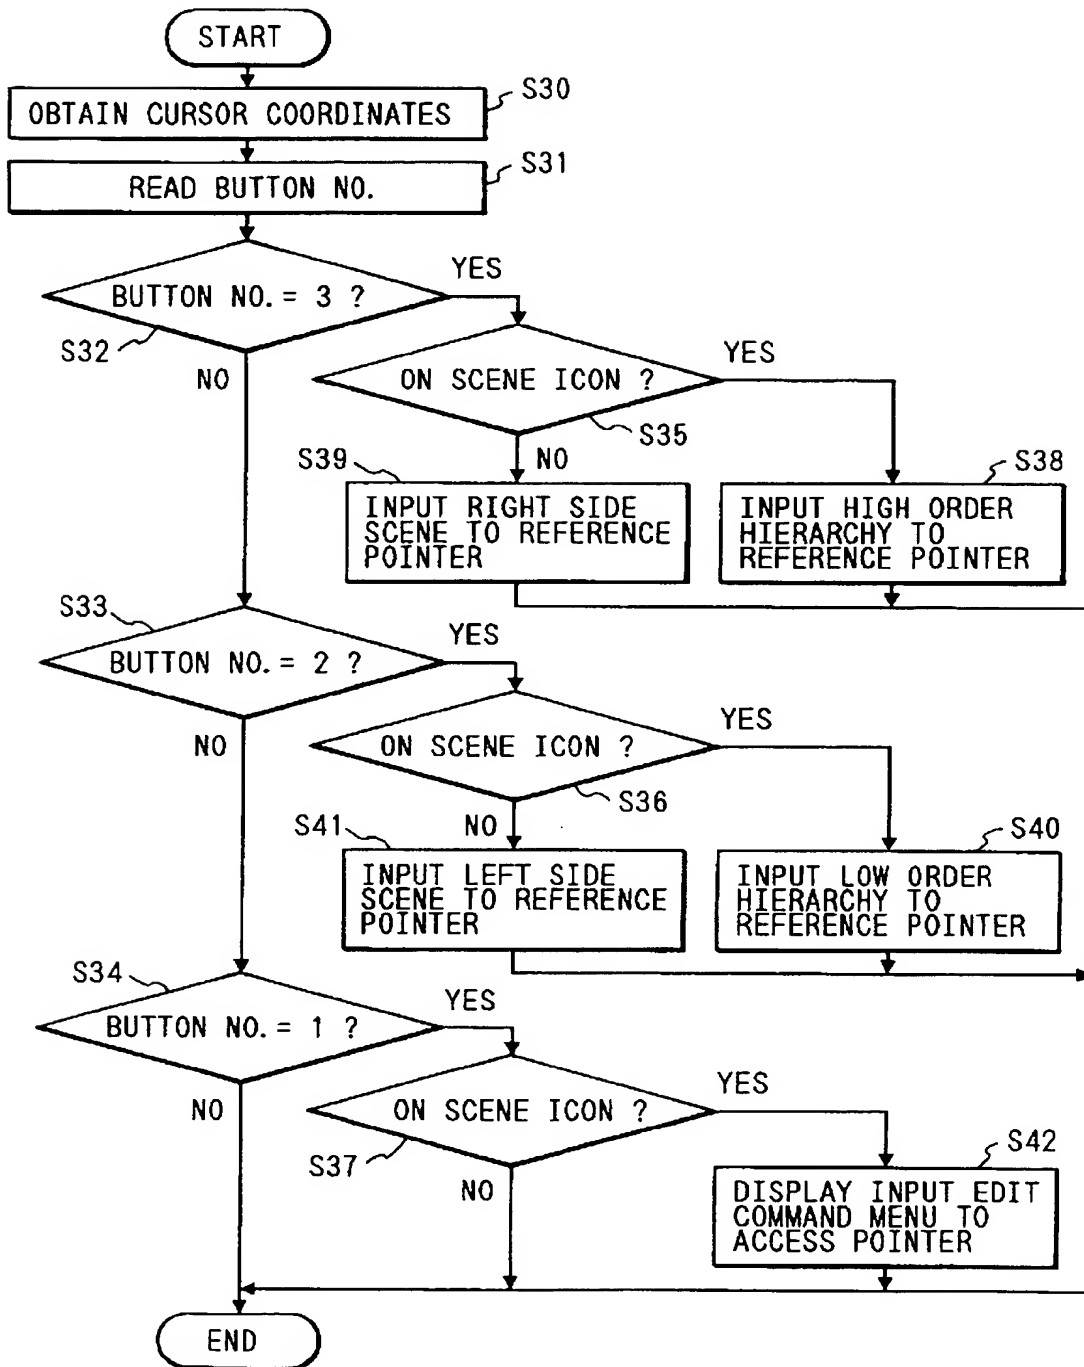 START
S30
OBTAIN CURSOR COORDINATES
S31
READ BUTTON NO.
YES
BUTTON NO. = 3 ?
S32
NO
YES
ON SCENE ICON ?
S35
S39
NO
S38
INPUT RIGHT SIDE
SCENE TO REFERENCE
POINTER
INPUT HIGH ORDER
HIERARCHY TO
REFERENCE POINTER
S33
YES
BUTTON NO. = 2 ?
NO
YES
ON SCENE ICON ?
S36
S41
NO
S40
INPUT LEFT SIDE
SCENE TO REFERENCE
POINTER
INPUT LOW ORDER
HIERARCHY TO
REFERENCE POINTER
S34
YES
BUTTON NO. = 1 ?
NO
YES
ON SCENE ICON ?
S37
NO
S42
DISPLAY INPUT EDIT
COMMAND MENU TO
ACCESS POINTER
END